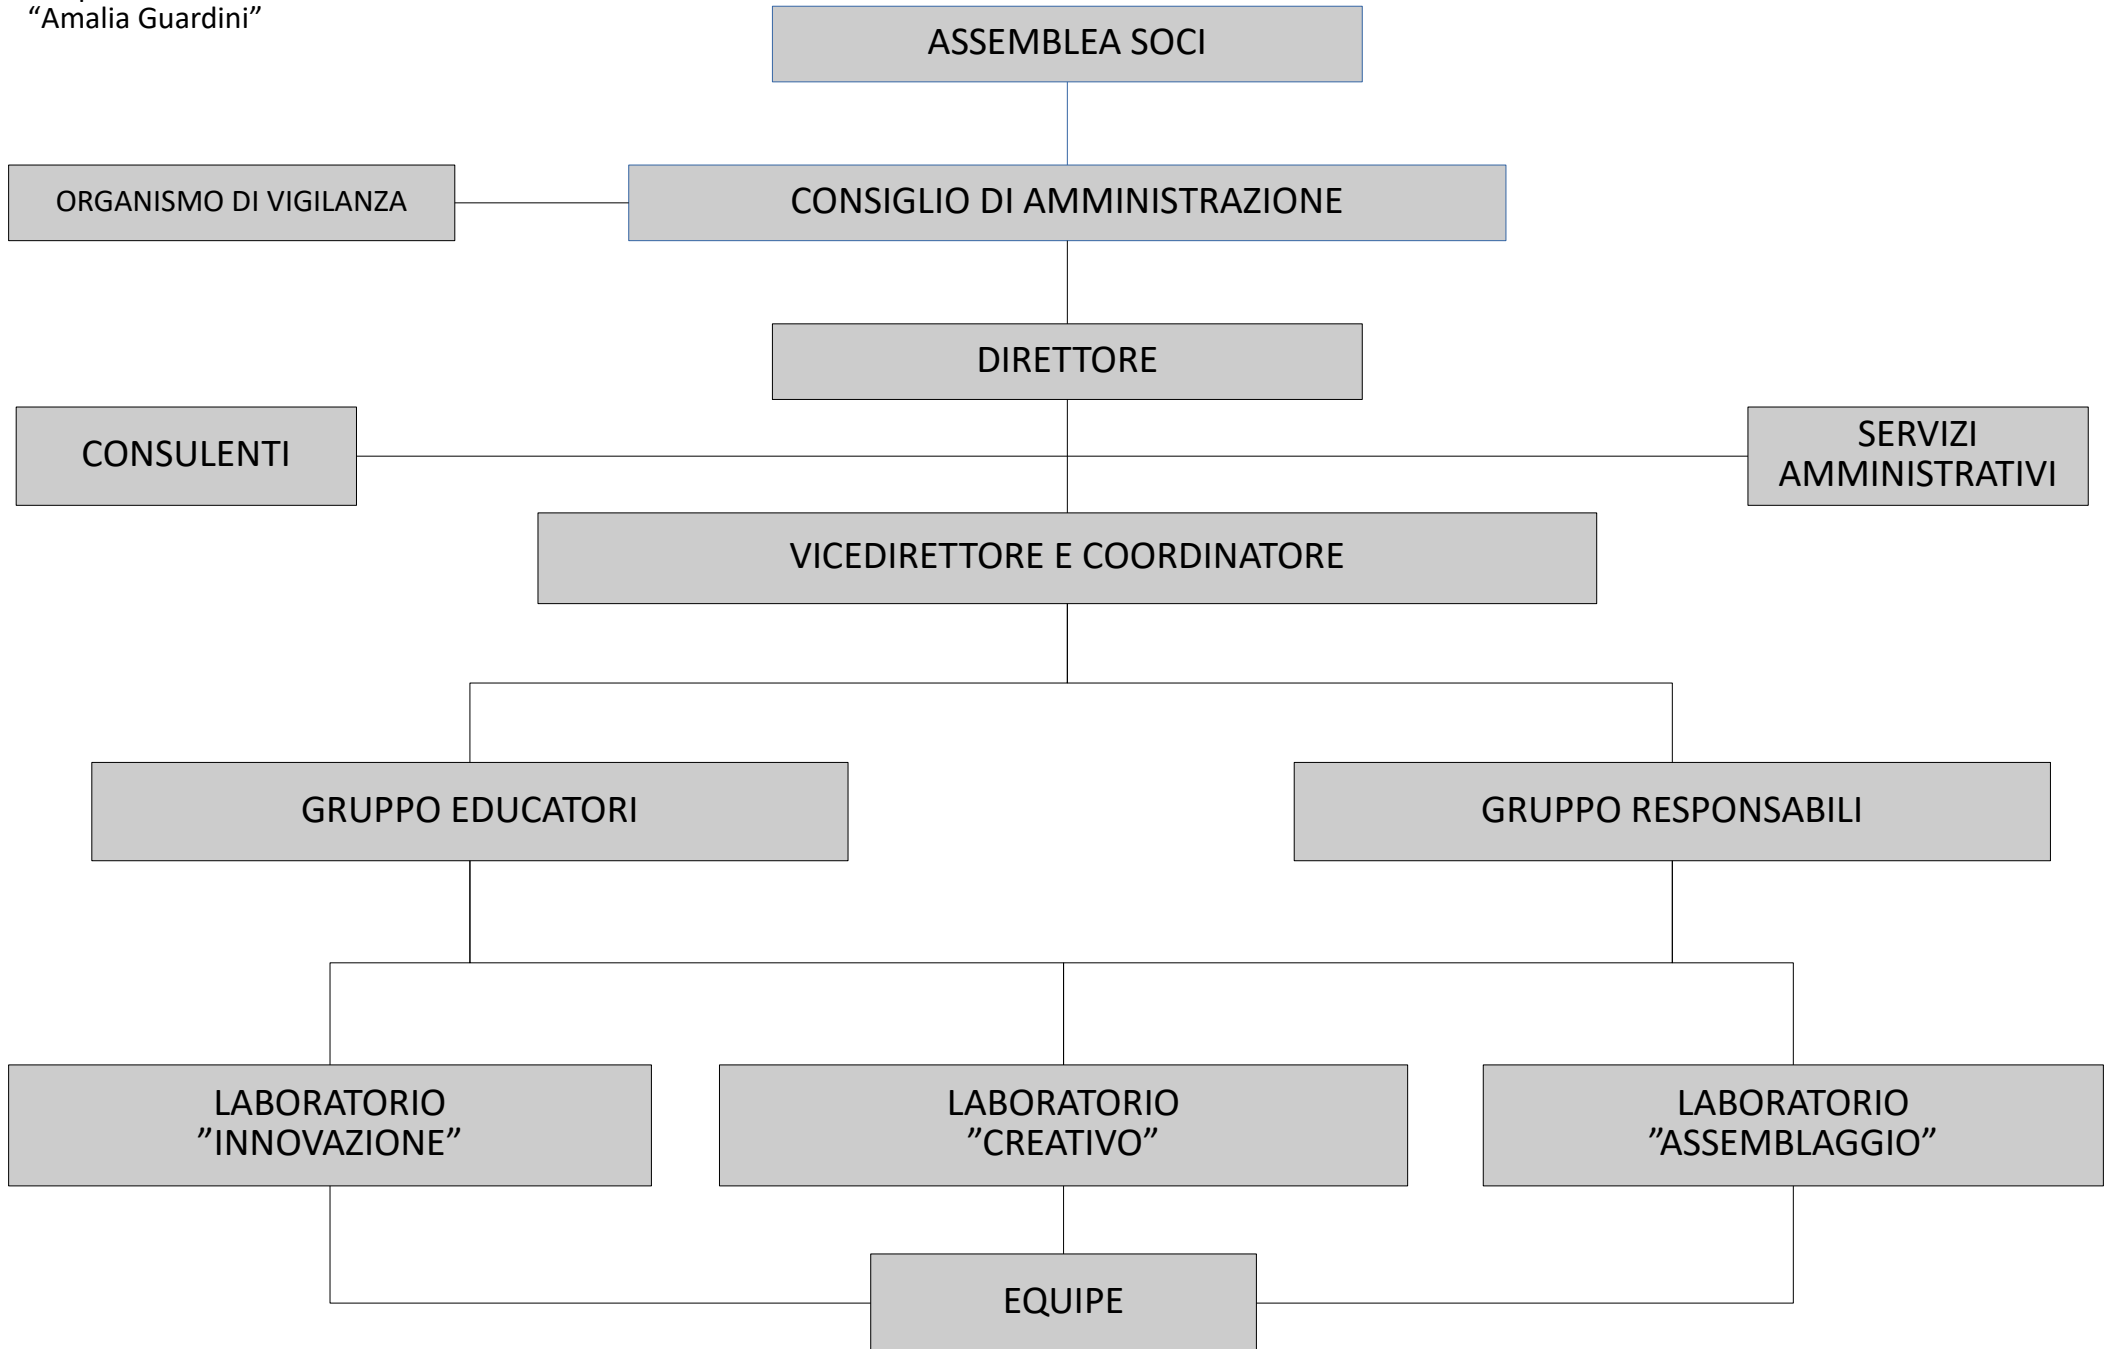 “Amalia Guardini”
ASSEMBLEA SOCI
ORGANISMO DI VIGILANZA
CONSIGLIO DI AMMINISTRAZIONE
DIRETTORE
CONSULENTI
SERVIZI
AMMINISTRATIVI
VICEDIRETTORE E COORDINATORE
GRUPPO EDUCATORI
GRUPPO RESPONSABILI
LABORATORIO
”INNOVAZIONE”
LABORATORIO
”CREATIVO”
LABORATORIO
”ASSEMBLAGGIO”
EQUIPE